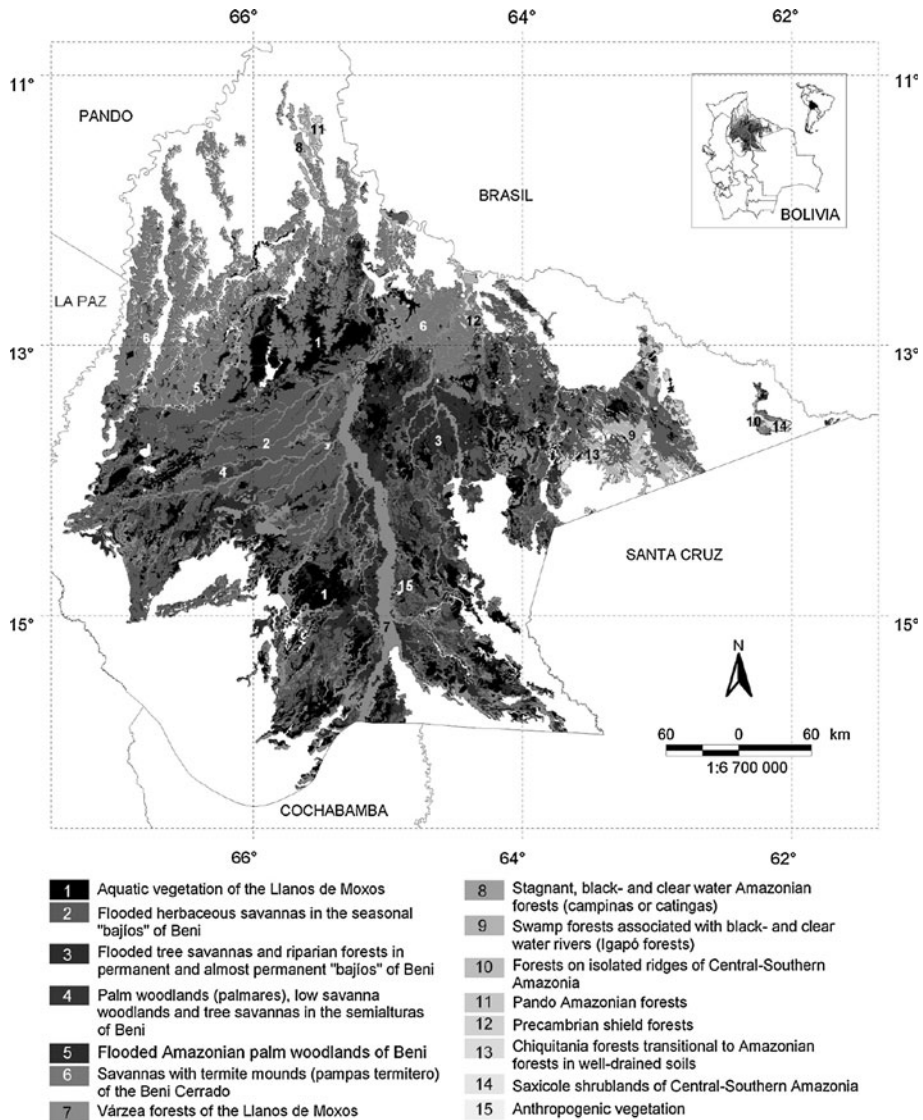 66° 64° 62°
11° 11°
PANDO
11
8
BRASIL
BOLIVIA
LA PAZ
6
1
6
12
13° 13°
5
2
3
4
9
13
10
14
SANTA CRUZ
1
15
15° 15°
7
N
60 0 60 km
1:6 700 000
COCHABAMBA
66° 64° 62°
1 Aquatic vegetation of the Llanos de Moxos
2 Flooded herbaceous savannas in the seasonal
"bajíos" of Beni
3 Flooded tree savannas and riparian forests in
permanent and almost permanent "bajíos" of Beni
4 Palm woodlands (palmares), low savanna
woodlands and tree savannas in the semialturas
of Beni
5 Flooded Amazonian palm woodlands of Beni
6 Savannas with termite mounds (pampas termitero)
of the Beni Cerrado
7 Várzea forests of the Llanos de Moxos
8 Stagnant, black- and clear water Amazonian
forests (campinas or catingas)
9 Swamp forests associated with black- and clear
water rivers (Igapó forests)
10 Forests on isolated ridges of Central-Southern
Amazonia
11 Pando Amazonian forests
12 Precambrian shield forests
13 Chiquitania forests transitional to Amazonian
forests in well-drained soils
14 Saxicole shrublands of Central-Southern Amazonia
15 Anthropogenic vegetation